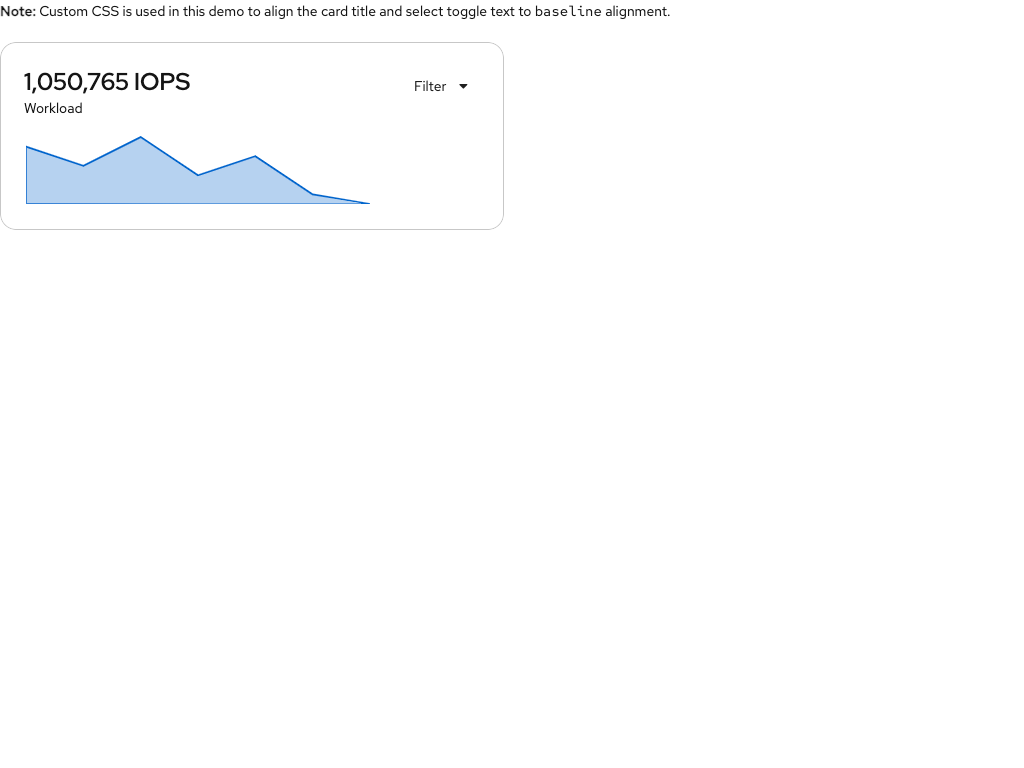 Note: Custom CSS is used in this demo to align the card title and select toggle text to baseline alignment.
1,050,765 IOPS
Filter
Workload